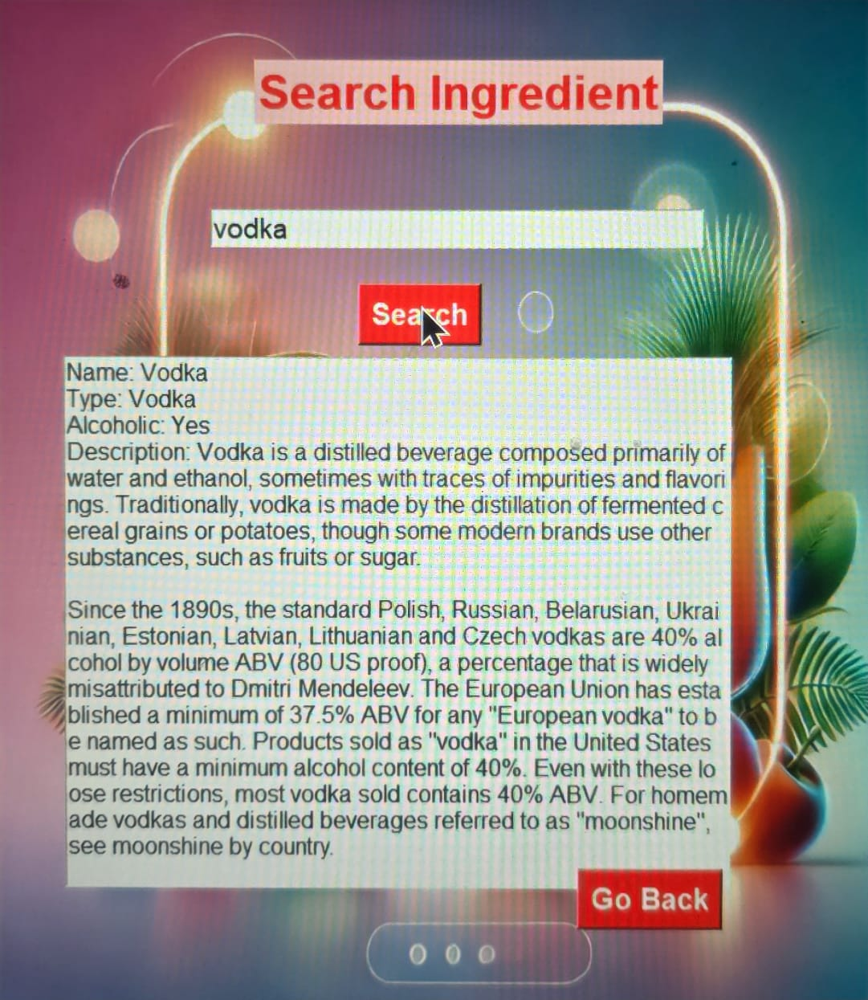 Search Ingredient
vodka
Search
Name: Vodka
Type: Vodka
Alcoholic: Yes
Description: Vodka is a distilled beverage composed primarily of
water and ethanol, sometimes with traces of impurities and flavori
ngs. Traditionally, vodka is made by the distillation of fermented c
ereal grains or potatoes, though some modern brands use other
substances, such as fruits or sugar.
Since the 1890s, the standard Polish, Russian, Belarusian, Ukrai
nian, Estonian, Latvian, Lithuanian and Czech vodkas are 40% al
cohol by volume ABV (80 US proof), a percentage that is widely
misattributed to Dmitri Mendeleev. The European Union has esta
blished a minimum of 37.5% ABV for any "European vodka" to b
e named as such. Products sold as "vodka" in the United States
must have a minimum alcohol content of 40%. Even with these lo
ose restrictions, most vodka sold contains 40% ABV. For homem
ade vodkas and distilled beverages referred to as "moonshine",
see moonshine by country.
Go Back